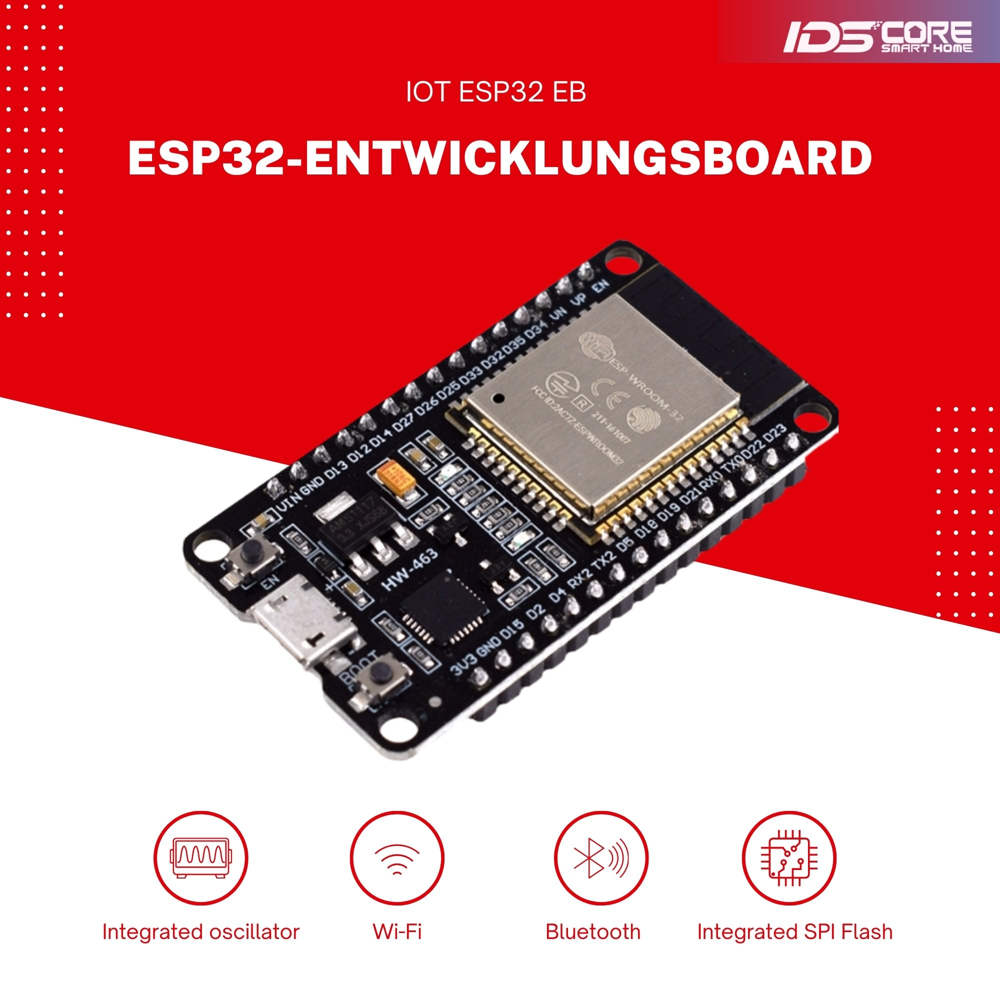 IDS CORE
SMART HOME
IOT ESP32 EB
ESP32-ENTWICKLUNGSBOARD
EN
VP
VN
D34
D35
D32
D33
D25
D26
D27
D14
D12
D13
GND
VIN
WiFi
ESP-WROOM-32
CE
R
211-161007
FCC ID:2AC7Z-ESPWROOM32
D23
D22
TX0
RX0
D21
D19
D18
D5
TX2
RX2
D4
D2
D15
GND
3V3
AMS1117
3.3 XJS68
HW-463
EN
BOOT
Integrated oscillator
Wi-Fi
Bluetooth
Integrated SPI Flash